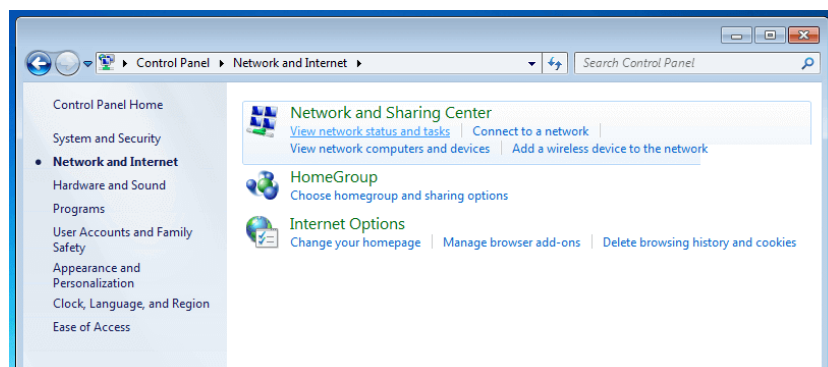 Control Panel Network and Internet Search Control Panel
Control Panel Home
System and Security
Network and Internet
Hardware and Sound
Programs
User Accounts and Family
Safety
Appearance and
Personalization
Clock, Language, and Region
Ease of Access
Network and Sharing Center
View network status and tasks Connect to a network
View network computers and devices Add a wireless device to the network
HomeGroup
Choose homegroup and sharing options
Internet Options
Change your homepage Manage browser add-ons Delete browsing history and cookies